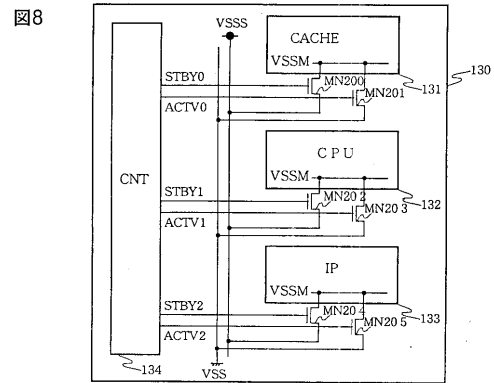 図8
VSSS
CACHE
VSSM
130
STBY0
MN200
MN201
131
ACTV0
CPU
VSSM
CNT
STBY1
MN202
MN203
132
ACTV1
IP
VSSM
STBY2
MN204
MN205
133
ACTV2
134
VSS